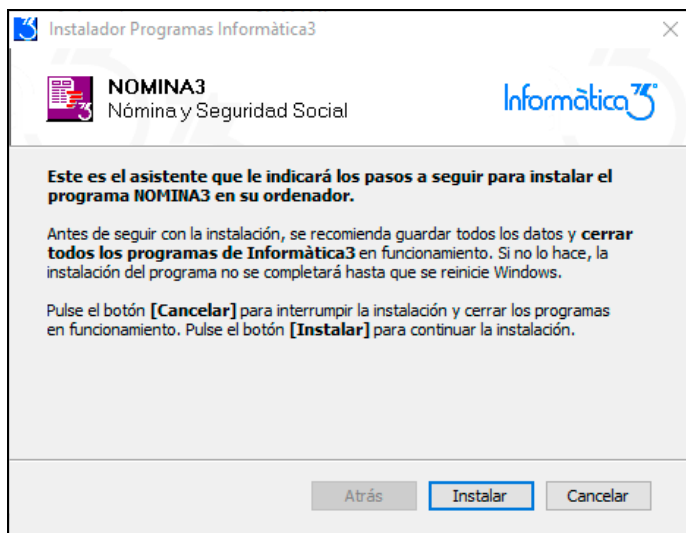 Instalador Programas Informàtica3
NOMINA3
Nómina y Seguridad Social
Informàtica3
Este es el asistente que le indicará los pasos a seguir para instalar el
programa NOMINA3 en su ordenador.
Antes de seguir con la instalación, se recomienda guardar todos los datos y cerrar
todos los programas de Informàtica3 en funcionamiento. Si no lo hace, la
instalación del programa no se completará hasta que se reinicie Windows.
Pulse el botón [Cancelar] para interrumpir la instalación y cerrar los programas
en funcionamiento. Pulse el botón [Instalar] para continuar la instalación.
Atrás Instalar Cancelar